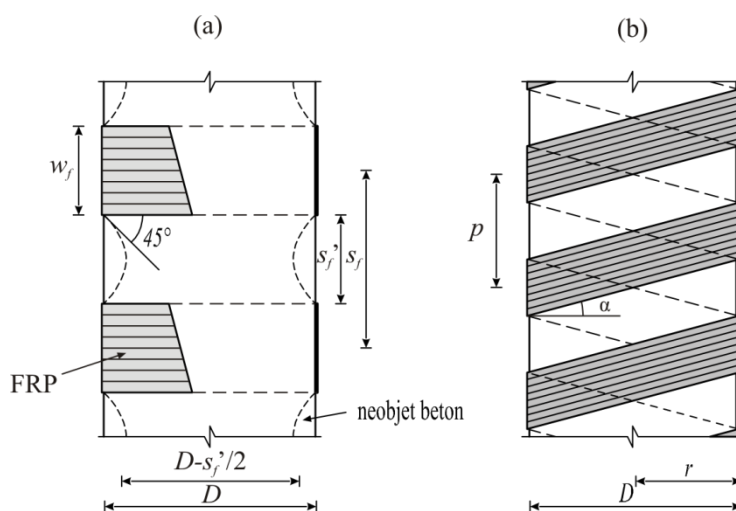 (a)
(b)
w_f
45°
s_f'
s_f
p
α
FRP
neobjet beton
D-s_f'/2
D
r
D